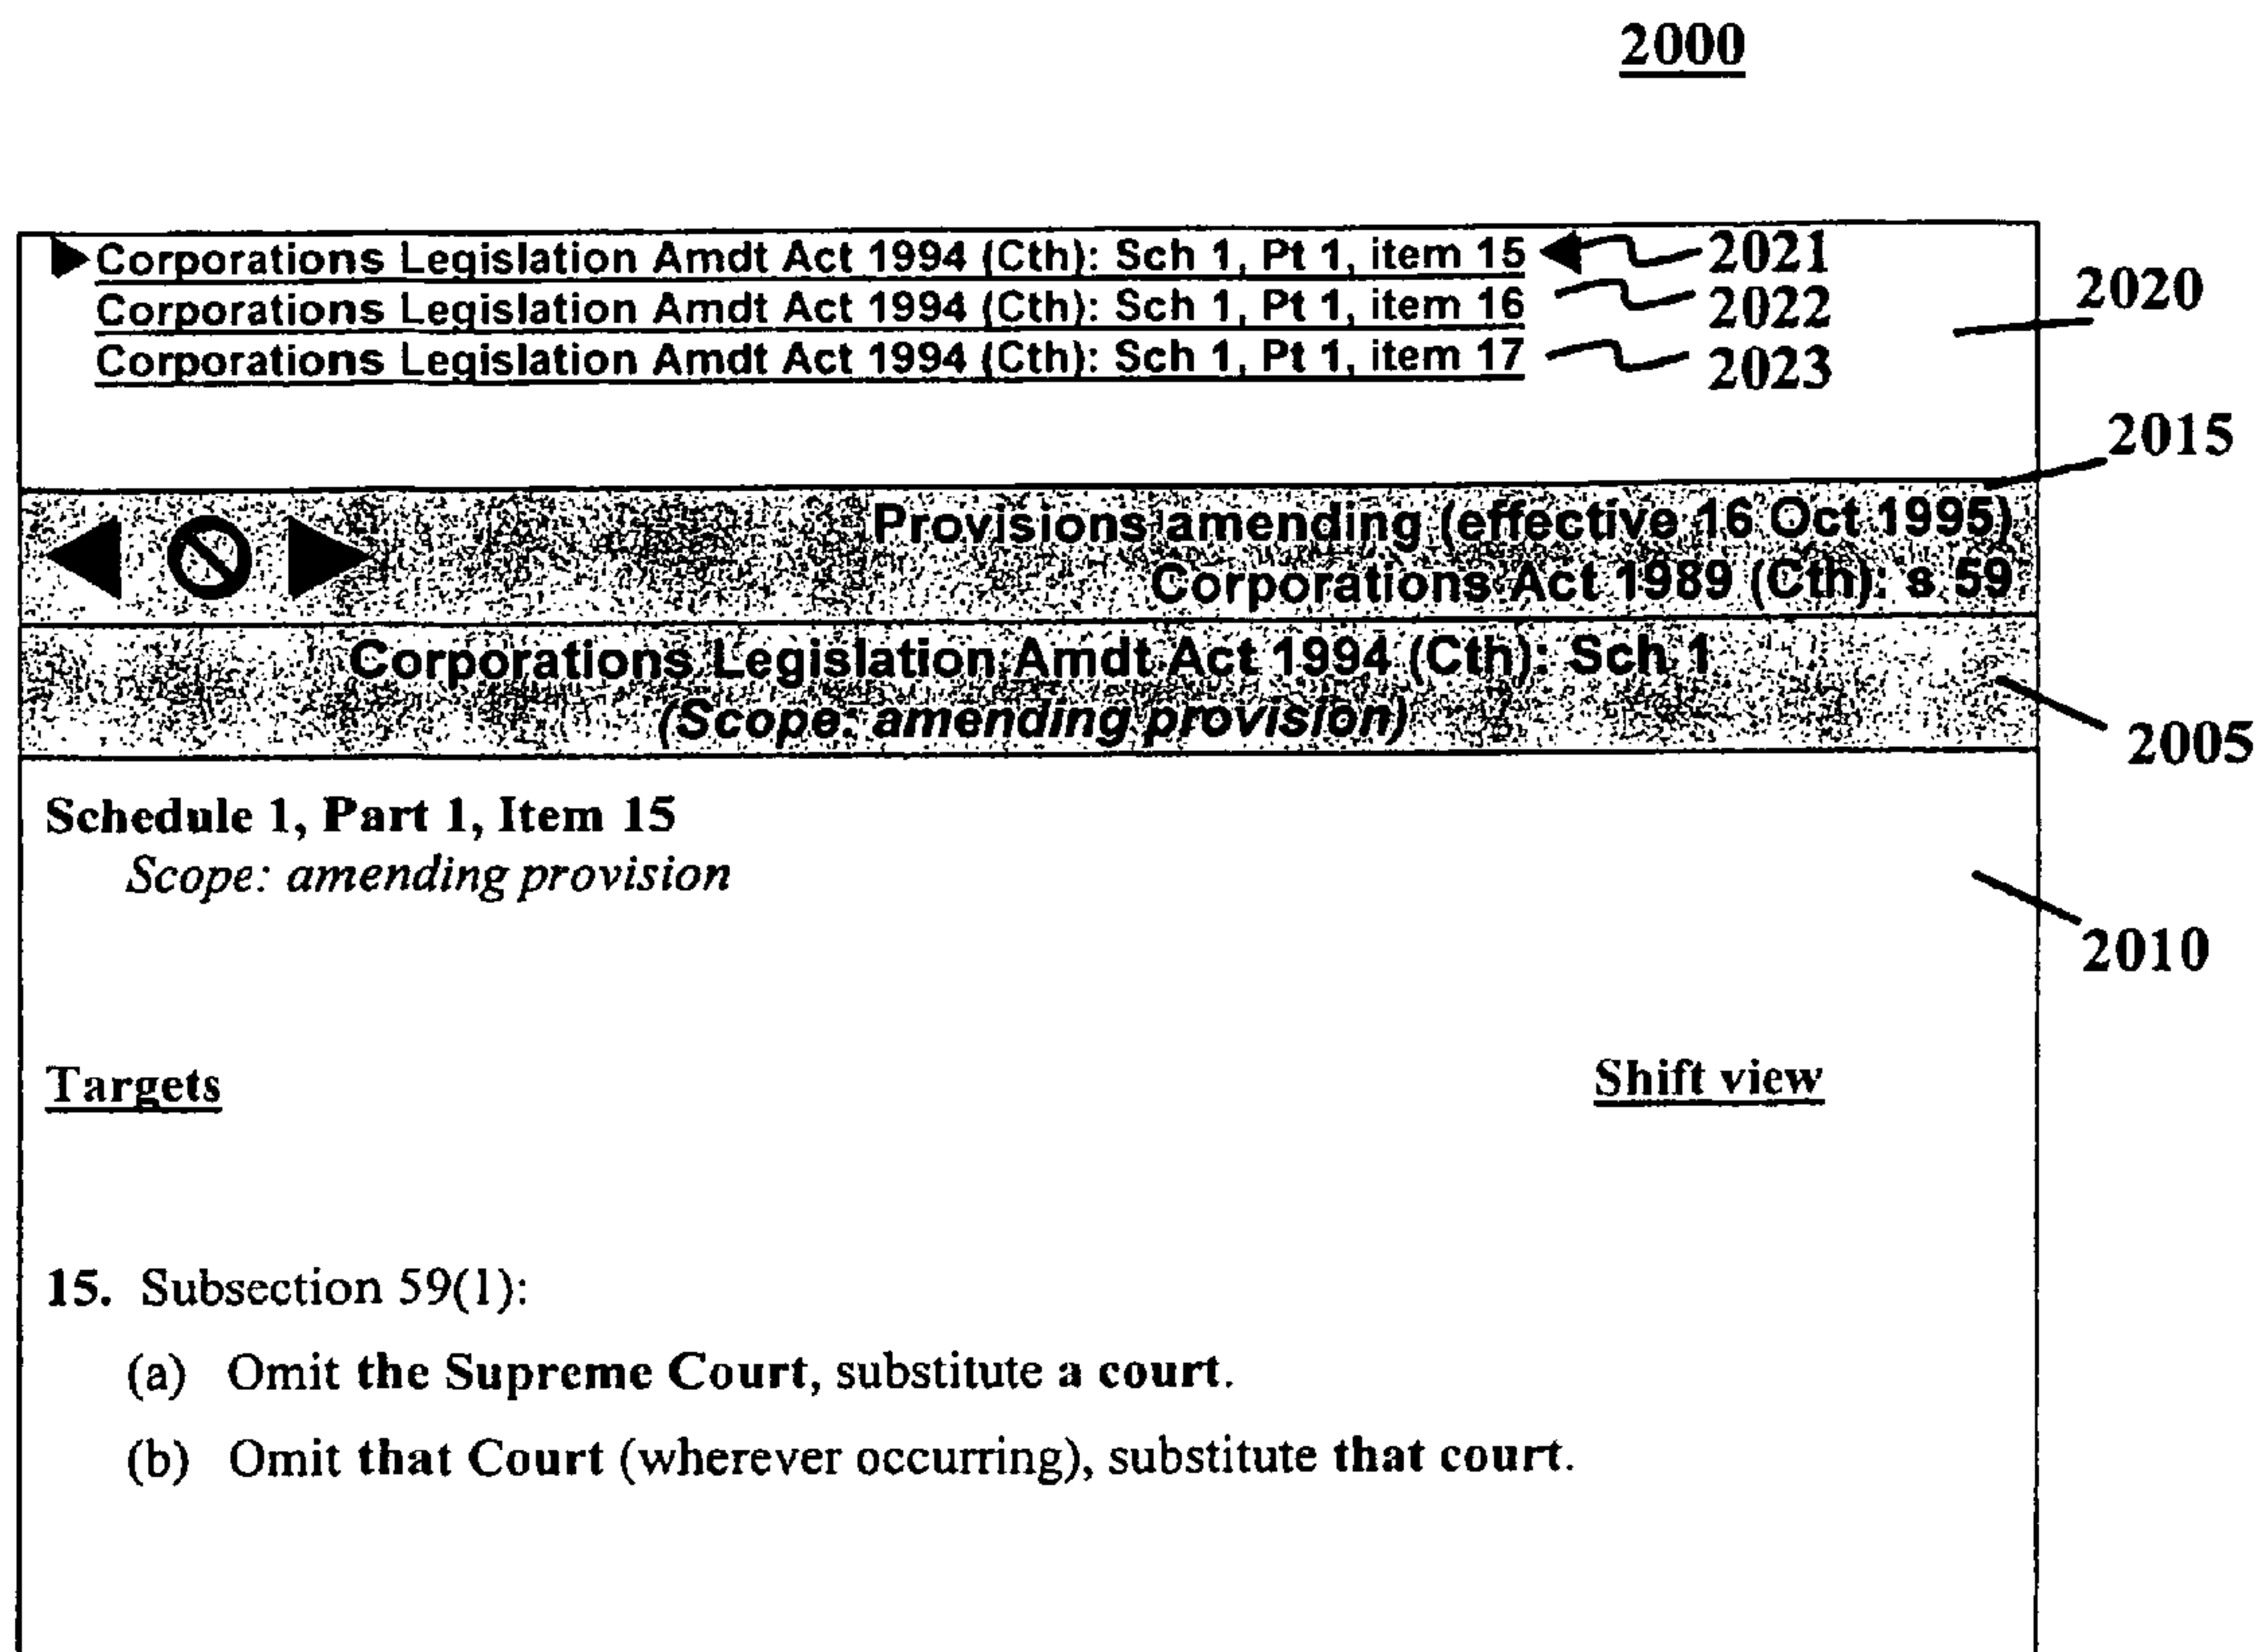 2000
Corporations Legislation Amdt Act 1994 (Cth): Sch 1, Pt 1, item 15 2021
Corporations Legislation Amdt Act 1994 (Cth): Sch 1, Pt 1, item 16 2022
2020
Corporations Legislation Amdt Act 1994 (Cth): Sch 1, Pt 1, item 17 2023
2015
Provisions amending (effective 16 Oct 1995)
Corporations Act 1989 (Cth): s 59
Corporations Legislation Amdt Act 1994 (Cth): Sch 1
(Scope: amending provision)
2005
Schedule 1, Part 1, Item 15
Scope: amending provision
2010
Targets Shift view
15. Subsection 59(1):
(a) Omit the Supreme Court, substitute a court.
(b) Omit that Court (wherever occurring), substitute that court.